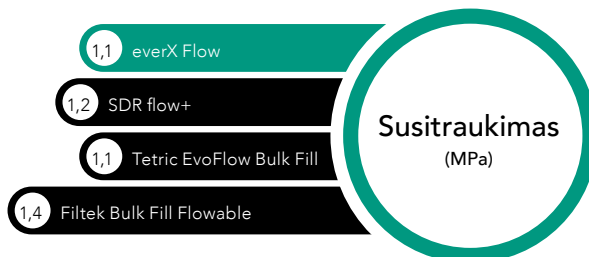 1,1 everX Flow
1,2 SDR flow+
1,1 Tetric EvoFlow Bulk Fill
1,4 Filtek Bulk Fill Flowable
Susitraukimas
(MPa)